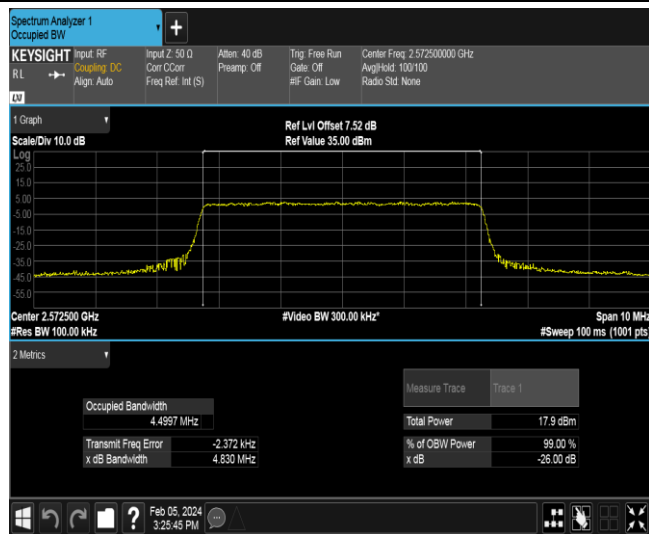 Spectrum Analyzer 1
Occupied BW
+
KEYSIGHT
RL
Input: RF
Coupling: DC
Align: Auto
Input Z: 50 Ω
Corr CCorr
Freq Ref: Int (S)
Atten: 40 dB
Preamp: Off
Trig: Free Run
Gate: Off
#IF Gain: Low
Center Freq: 2.572500000 GHz
Avg|Hold: 100/100
Radio Std: None
LXI
1 Graph
Scale/Div 10.0 dB
Ref Lvl Offset 7.52 dB
Ref Value 35.00 dBm
Log
25.0
15.0
5.00
-5.00
-15.0
-25.0
-35.0
-45.0
-55.0
Center 2.572500 GHz
#Res BW 100.00 kHz
#Video BW 300.00 kHz*
Span 10 MHz
#Sweep 100 ms (1001 pts)
2 Metrics
Measure Trace Trace 1
Occupied Bandwidth
4.4997 MHz
Total Power 17.9 dBm
Transmit Freq Error -2.372 kHz
% of OBW Power 99.00 %
x dB Bandwidth 4.830 MHz
x dB -26.00 dB
?
Feb 05, 2024
3:25:45 PM